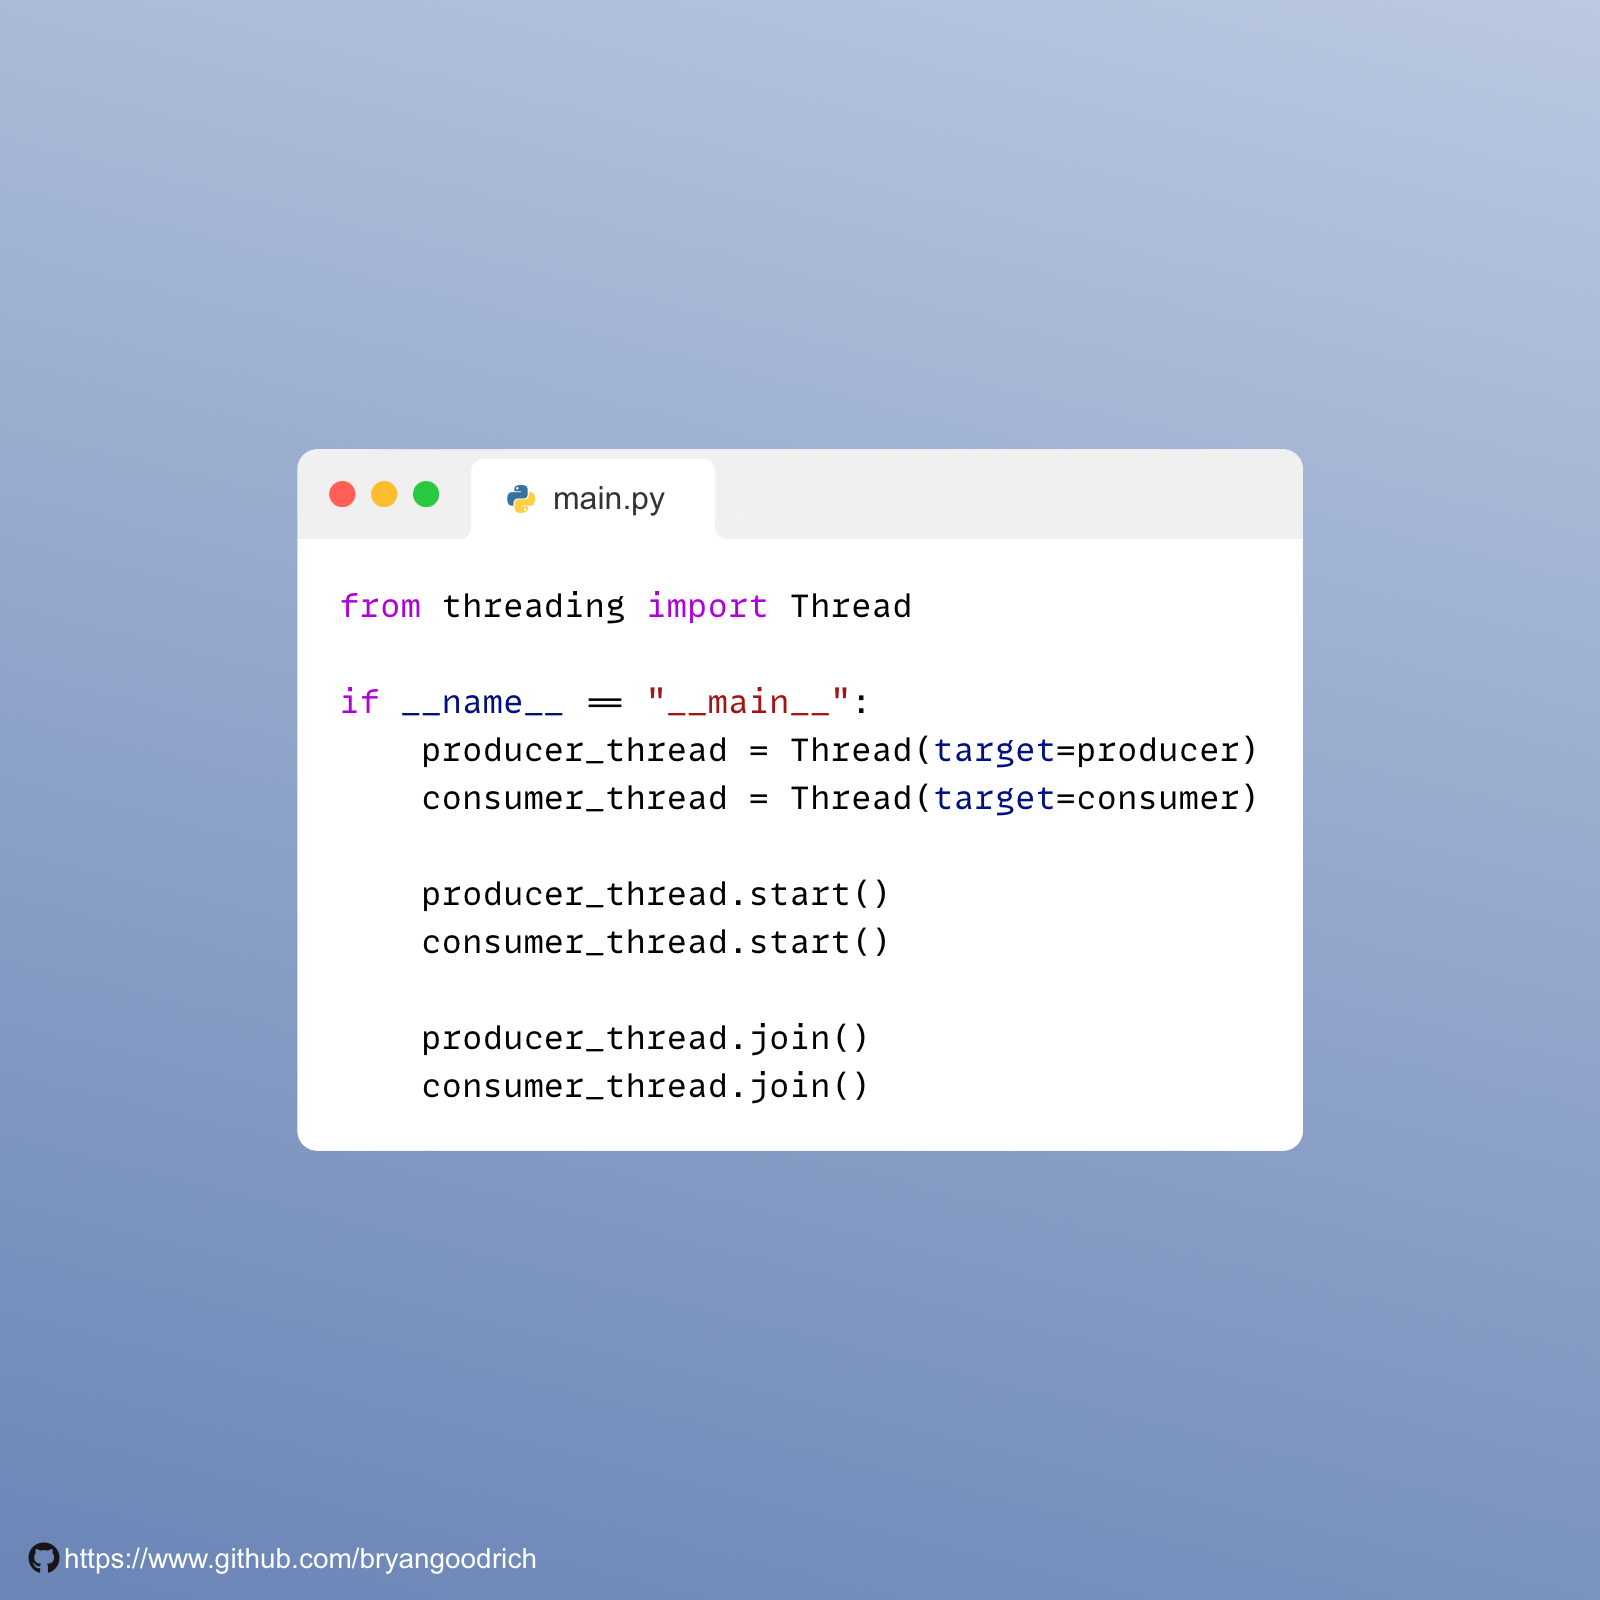 main.py
from threading import Thread
if __name__ == "__main__":
    producer_thread = Thread(target=producer)
    consumer_thread = Thread(target=consumer)
    producer_thread.start()
    consumer_thread.start()
    producer_thread.join()
    consumer_thread.join()
https://www.github.com/bryangoodrich